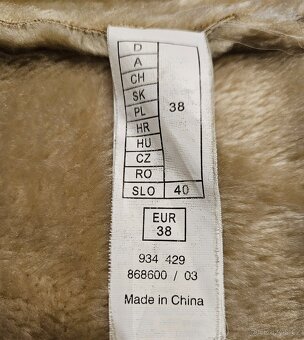 D
A
CH
SK
PL 38
HR
HU
CZ
RO
SLO 40
EUR
38
934 429
868600 / 03
Made in China